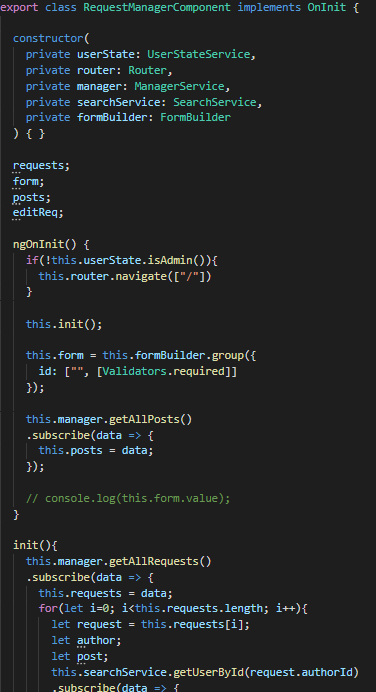 export class RequestManagerComponent implements OnInit {
constructor(
private userState: UserStateService,
private router: Router,
private manager: ManagerService,
private searchService: SearchService,
private formBuilder: FormBuilder
) { }
requests;
form;
posts;
editReq;
ngOnInit() {
if(!this.userState.isAdmin()){
this.router.navigate(["/"])
}
this.init();
this.form = this.formBuilder.group({
id: ["", [Validators.required]]
});
this.manager.getAllPosts()
.subscribe(data => {
this.posts = data;
});
// console.log(this.form.value);
}
init(){
this.manager.getAllRequests()
.subscribe(data => {
this.requests = data;
for(let i=0; i<this.requests.length; i++){
let request = this.requests[i];
let author;
let post;
this.searchService.getUserById(request.authorId)
.subscribe(data => {